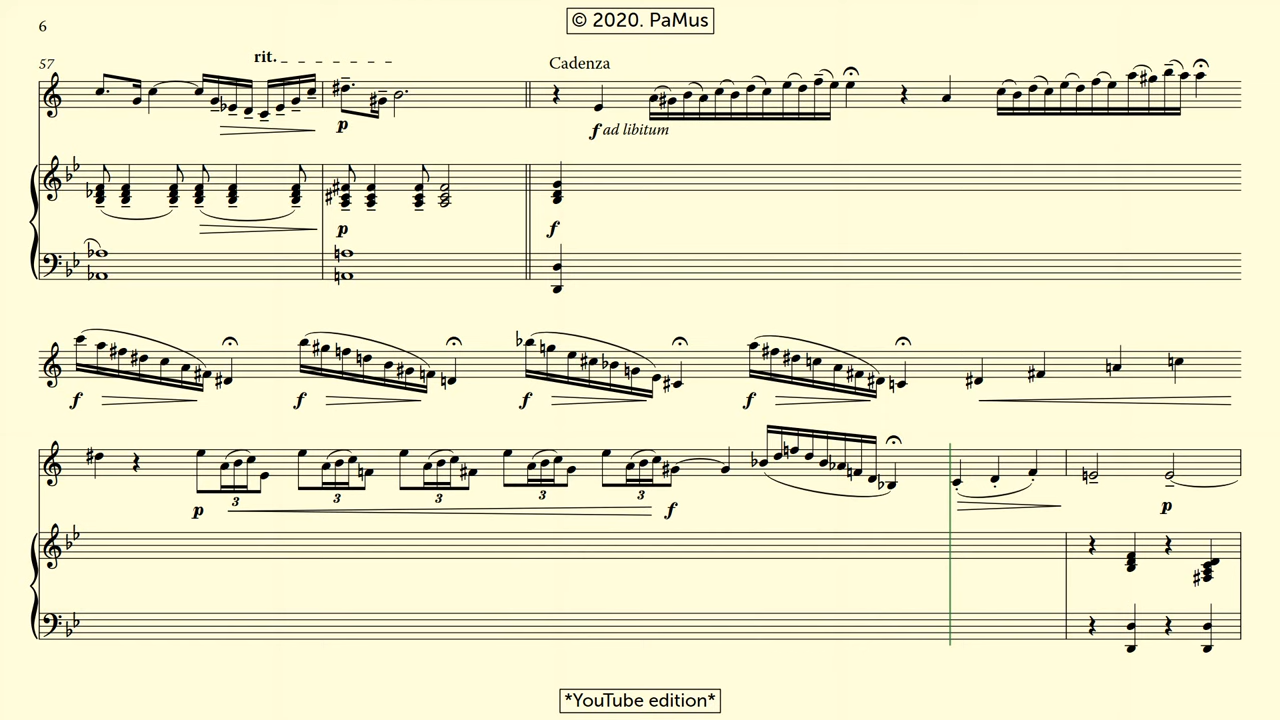 6
© 2020. PaMus
57
rit.
Cadenza
p
f ad libitum
p
f
f
f
f
f
3
3
3
3
3
p
f
p
*YouTube edition*